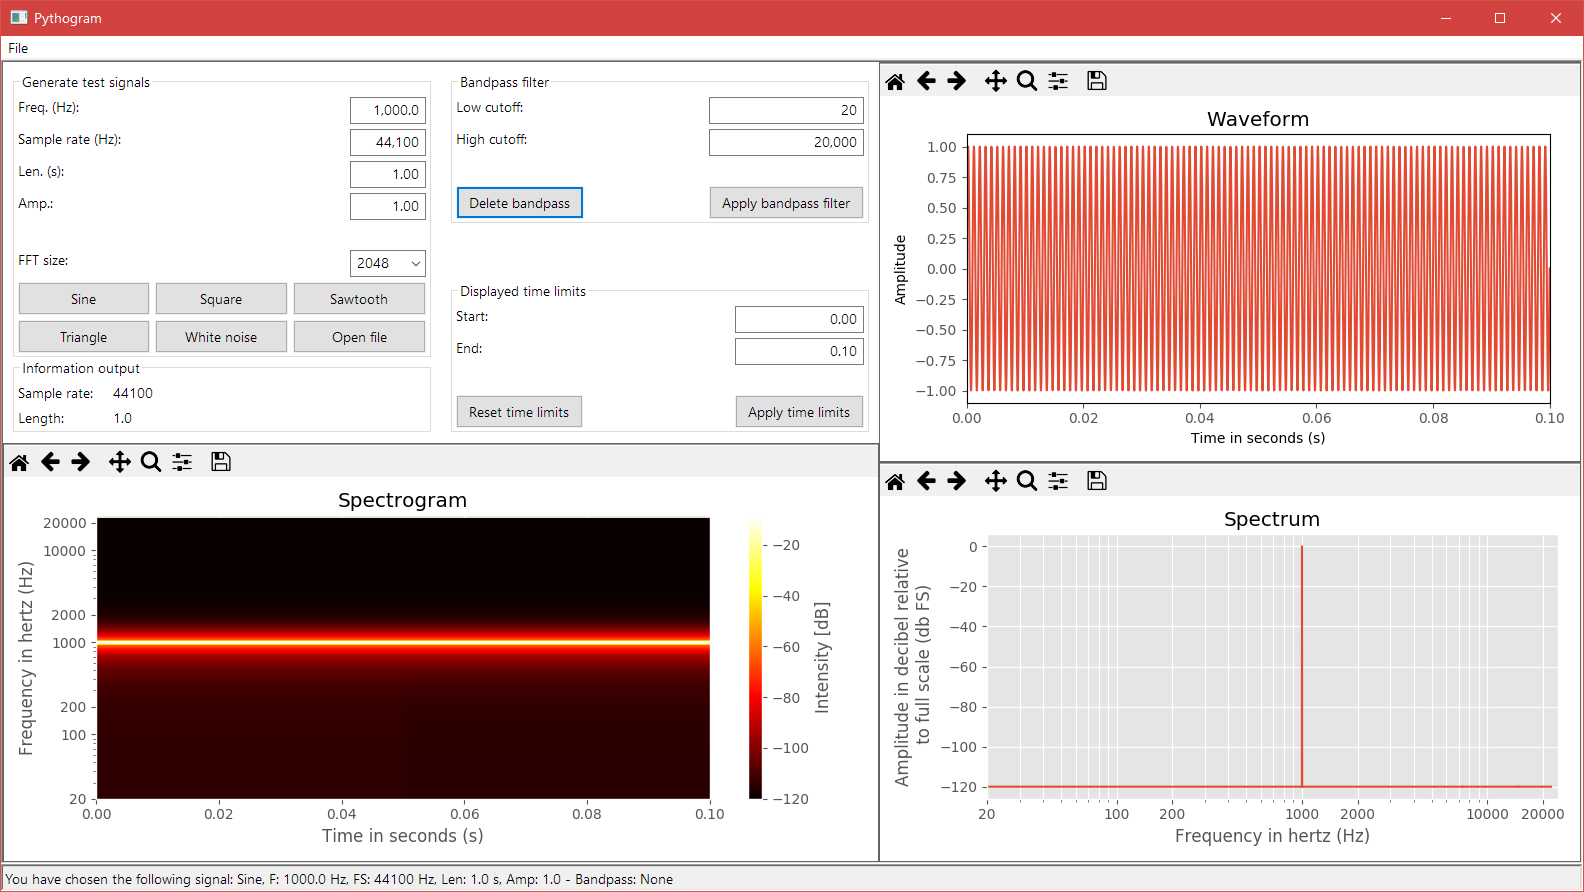 Pythogram
File
Generate test signals
Freq. (Hz): 1,000.0
Sample rate (Hz): 44,100
Len. (s): 1.00
Amp.: 1.00
FFT size: 2048
Sine Square Sawtooth
Triangle White noise Open file
Information output
Sample rate: 44100
Length: 1.0
Bandpass filter
Low cutoff: 20
High cutoff: 20,000
Delete bandpass Apply bandpass filter
Displayed time limits
Start: 0.00
End: 0.10
Reset time limits Apply time limits
Waveform
Amplitude
1.00
0.75
0.50
0.25
0.00
−0.25
−0.50
−0.75
−1.00
0.00 0.02 0.04 0.06 0.08 0.10
Time in seconds (s)
Spectrogram
Frequency in hertz (Hz)
20000
10000
2000
1000
200
100
20
0.00 0.02 0.04 0.06 0.08 0.10
Time in seconds (s)
−20
−40
−60
−80
−100
−120
Intensity [dB]
Spectrum
Amplitude in decibel relative
to full scale (db FS)
0
−20
−40
−60
−80
−100
−120
20 100 200 1000 2000 10000 20000
Frequency in hertz (Hz)
You have chosen the following signal: Sine, F: 1000.0 Hz, FS: 44100 Hz, Len: 1.0 s, Amp: 1.0 - Bandpass: None